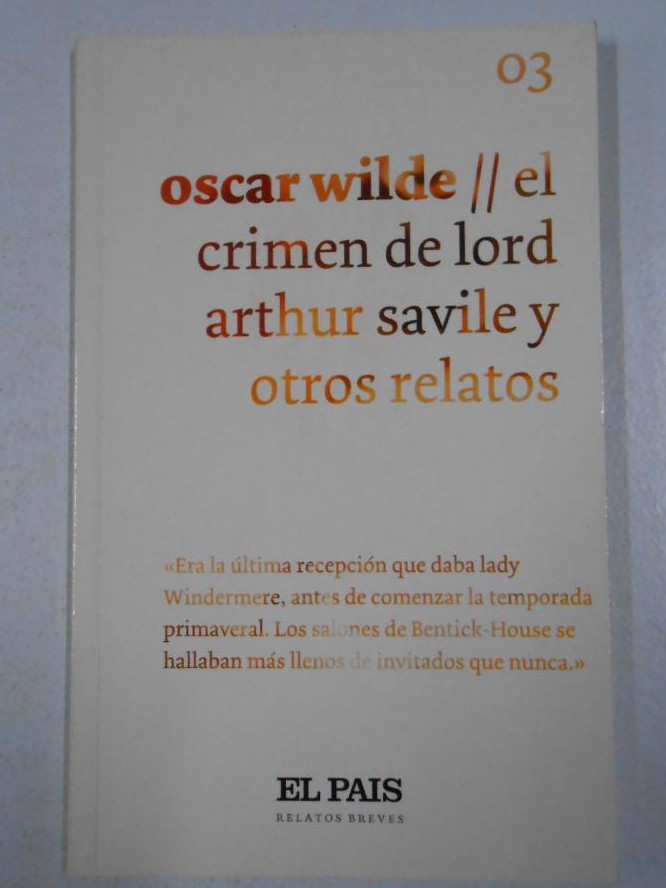 03
oscar wilde // el
crimen de lord
arthur savile y
otros relatos
«Era la última recepción que daba lady
Windermere, antes de comenzar la temporada
primaveral. Los salones de Bentick-House se
hallaban más llenos de invitados que nunca.»
EL PAIS
RELATOS BREVES